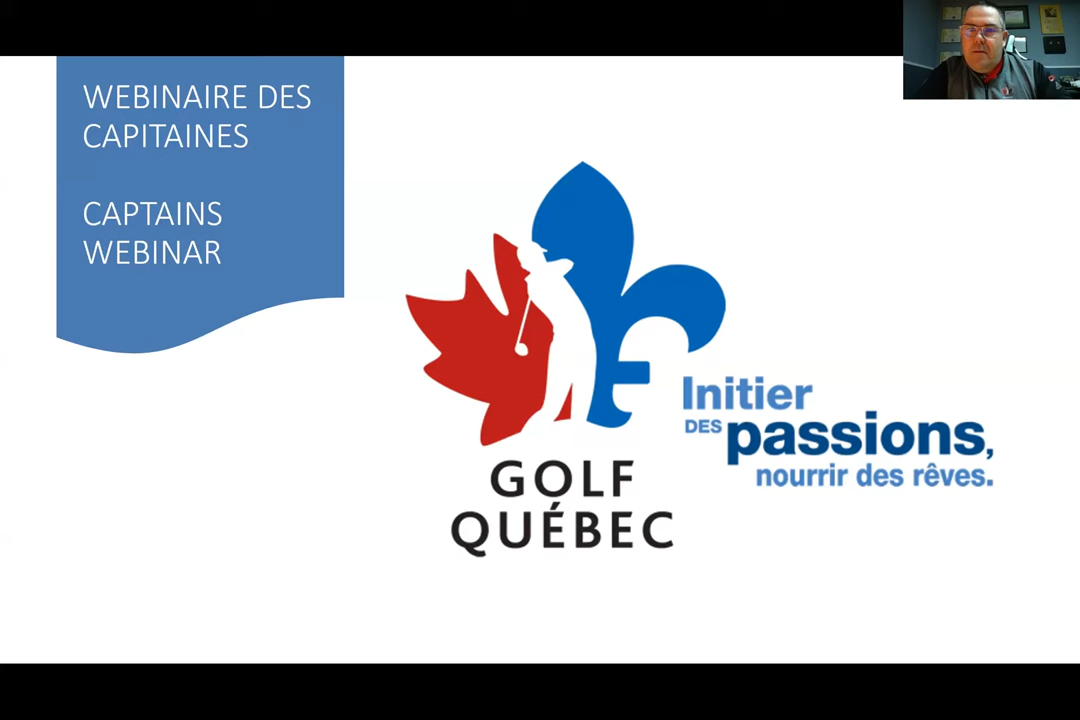 WEBINAIRE DES
CAPITAINES
CAPTAINS
WEBINAR
Initier
DES passions,
nourrir des rêves.
GOLF
QUÉBEC